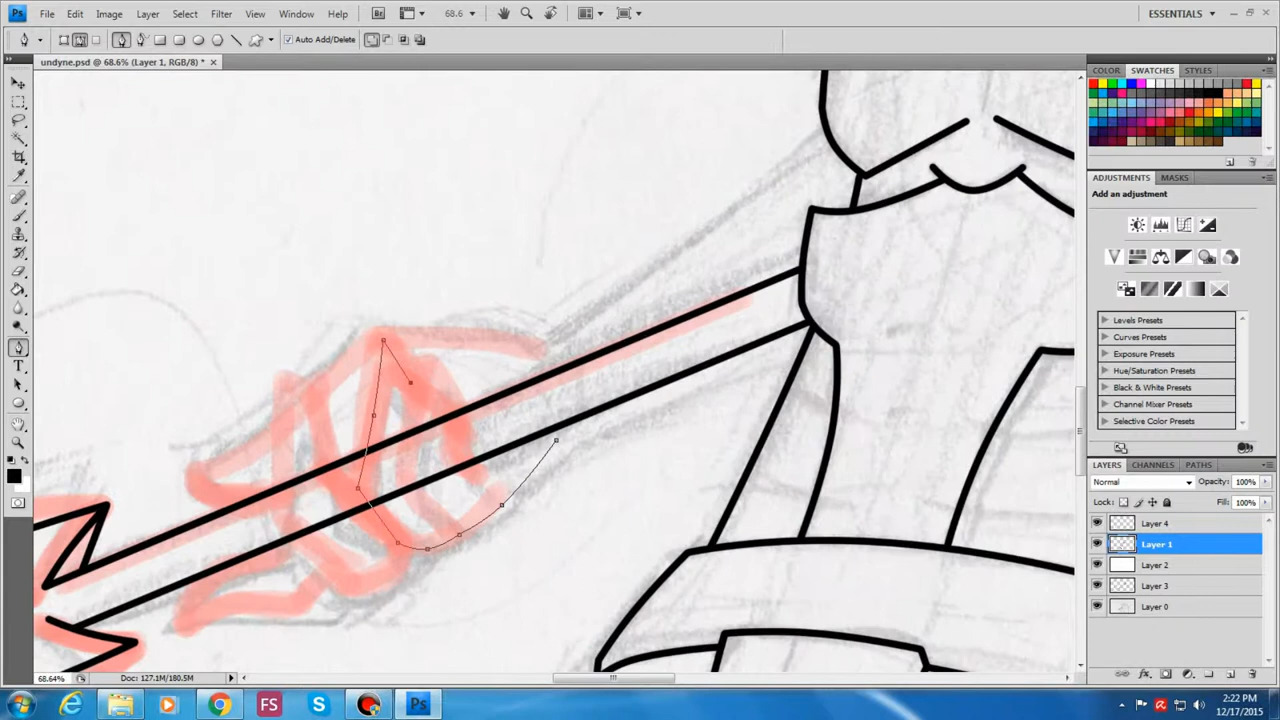 Ps File Edit Image Layer Select Filter View Window Help Br 68.6 ESSENTIALS
Auto Add/Delete
undyne.psd @ 68.6% (Layer 1, RGB/8) *
COLOR SWATCHES STYLES
ADJUSTMENTS MASKS
Add an adjustment
Levels Presets
Curves Presets
Exposure Presets
Hue/Saturation Presets
Black & White Presets
Channel Mixer Presets
Selective Color Presets
LAYERS CHANNELS PATHS
Normal Opacity: 100%
Lock: Fill: 100%
Layer 4
Layer 1
Layer 2
Layer 3
Layer 0
68.64% Doc: 127.1M/180.5M
FS Ps
2:22 PM
12/17/2015